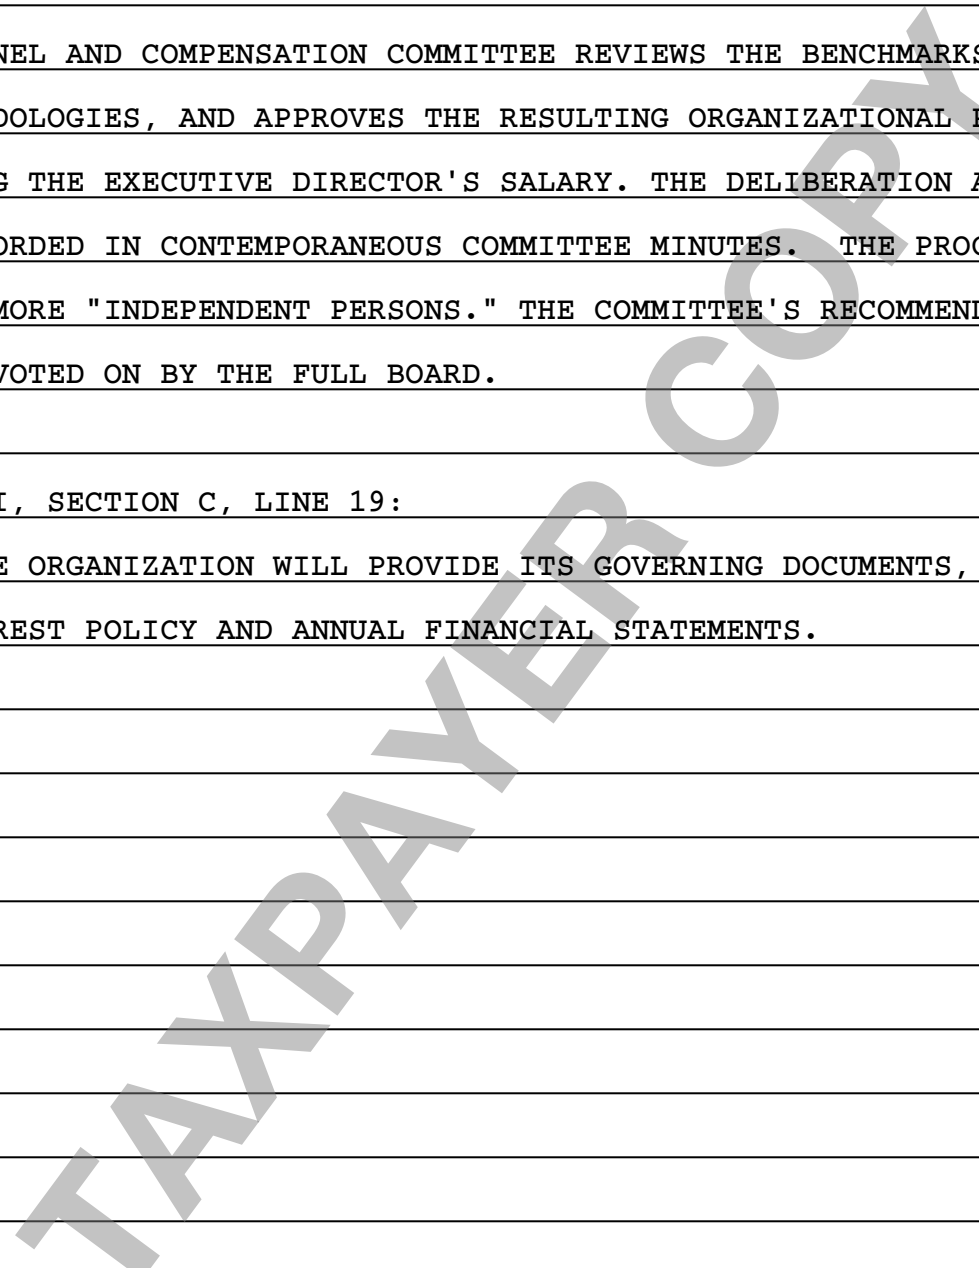 NEL AND COMPENSATION COMMITTEE REVIEWS THE BENCHMARKS
OLOGIES, AND APPROVES THE RESULTING ORGANIZATIONAL
G THE EXECUTIVE DIRECTOR'S SALARY. THE DELIBERATION A
ORDED IN CONTEMPORANEOUS COMMITTEE MINUTES. THE PROC
MORE "INDEPENDENT PERSONS." THE COMMITTEE'S RECOMMEND
VOTED ON BY THE FULL BOARD.
I, SECTION C, LINE 19:
E ORGANIZATION WILL PROVIDE ITS GOVERNING DOCUMENTS,
REST POLICY AND ANNUAL FINANCIAL STATEMENTS.
TAXPAYER COPY